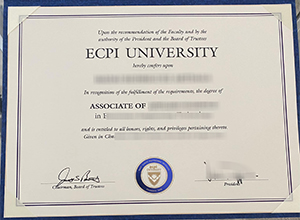 Upon the recommendation of the Faculty and by the
authority of the President and the Board of Trustees
ECPI UNIVERSITY
hereby confers upon
In recognition of the fulfillment of the requirements, the degree of
ASSOCIATE OF
in
and is entitled to all honors, rights, and privileges pertaining thereto.
Given in
Chairman, Board of Trustees
President